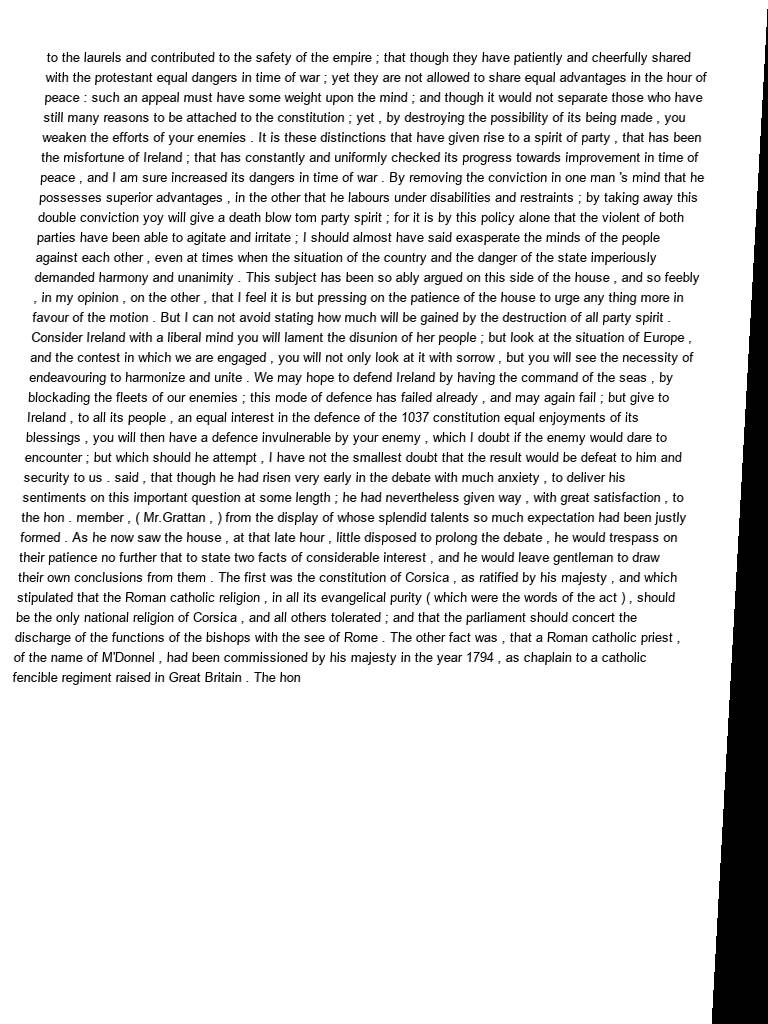 to the laurels and contributed to the safety of the empire ; that though they have patiently and cheerfully shared
with the protestant equal dangers in time of war ; yet they are not allowed to share equal advantages in the hour of
peace : such an appeal must have some weight upon the mind ; and though it would not separate those who have
still many reasons to be attached to the constitution ; yet , by destroying the possibility of its being made , you
weaken the efforts of your enemies . It is these distinctions that have given rise to a spirit of party , that has been
the misfortune of Ireland ; that has constantly and uniformly checked its progress towards improvement in time of
peace , and I am sure increased its dangers in time of war . By removing the conviction in one man 's mind that he
possesses superior advantages , in the other that he labours under disabilities and restraints ; by taking away this
double conviction yoy will give a death blow tom party spirit ; for it is by this policy alone that the violent of both
parties have been able to agitate and irritate ; I should almost have said exasperate the minds of the people
against each other , even at times when the situation of the country and the danger of the state imperiously
demanded harmony and unanimity . This subject has been so ably argued on this side of the house , and so feebly
, in my opinion , on the other , that I feel it is but pressing on the patience of the house to urge any thing more in
favour of the motion . But I can not avoid stating how much will be gained by the destruction of all party spirit .
Consider Ireland with a liberal mind you will lament the disunion of her people ; but look at the situation of Europe ,
and the contest in which we are engaged , you will not only look at it with sorrow , but you will see the necessity of
endeavouring to harmonize and unite . We may hope to defend Ireland by having the command of the seas , by
blockading the fleets of our enemies ; this mode of defence has failed already , and may again fail ; but give to
Ireland , to all its people , an equal interest in the defence of the 1037 constitution equal enjoyments of its
blessings , you will then have a defence invulnerable by your enemy , which I doubt if the enemy would dare to
encounter ; but which should he attempt , I have not the smallest doubt that the result would be defeat to him and
security to us . said , that though he had risen very early in the debate with much anxiety , to deliver his
sentiments on this important question at some length ; he had nevertheless given way , with great satisfaction , to
the hon . member , ( Mr.Grattan , ) from the display of whose splendid talents so much expectation had been justly
formed . As he now saw the house , at that late hour , little disposed to prolong the debate , he would trespass on
their patience no further that to state two facts of considerable interest , and he would leave gentleman to draw
their own conclusions from them . The first was the constitution of Corsica , as ratified by his majesty , and which
stipulated that the Roman catholic religion , in all its evangelical purity ( which were the words of the act ) , should
be the only national religion of Corsica , and all others tolerated ; and that the parliament should concert the
discharge of the functions of the bishops with the see of Rome . The other fact was , that a Roman catholic priest ,
of the name of M'Donnel , had been commissioned by his majesty in the year 1794 , as chaplain to a catholic
fencible regiment raised in Great Britain . The hon